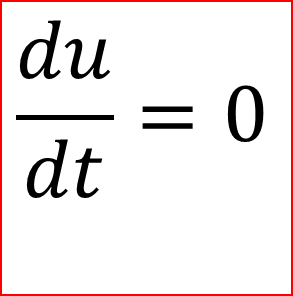 du/dt = 0